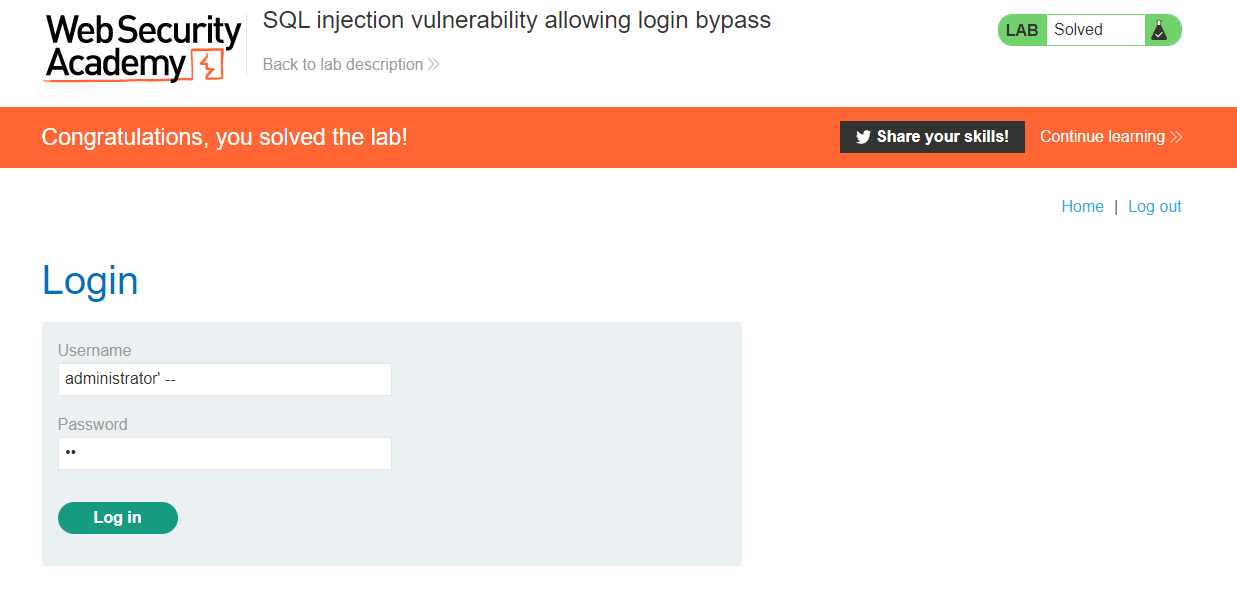 Web Security
Academy
SQL injection vulnerability allowing login bypass
Back to lab description
LAB Solved
Congratulations, you solved the lab!
Share your skills!
Continue learning
Home | Log out
Login
Username
administrator' --
Password
••
Log in